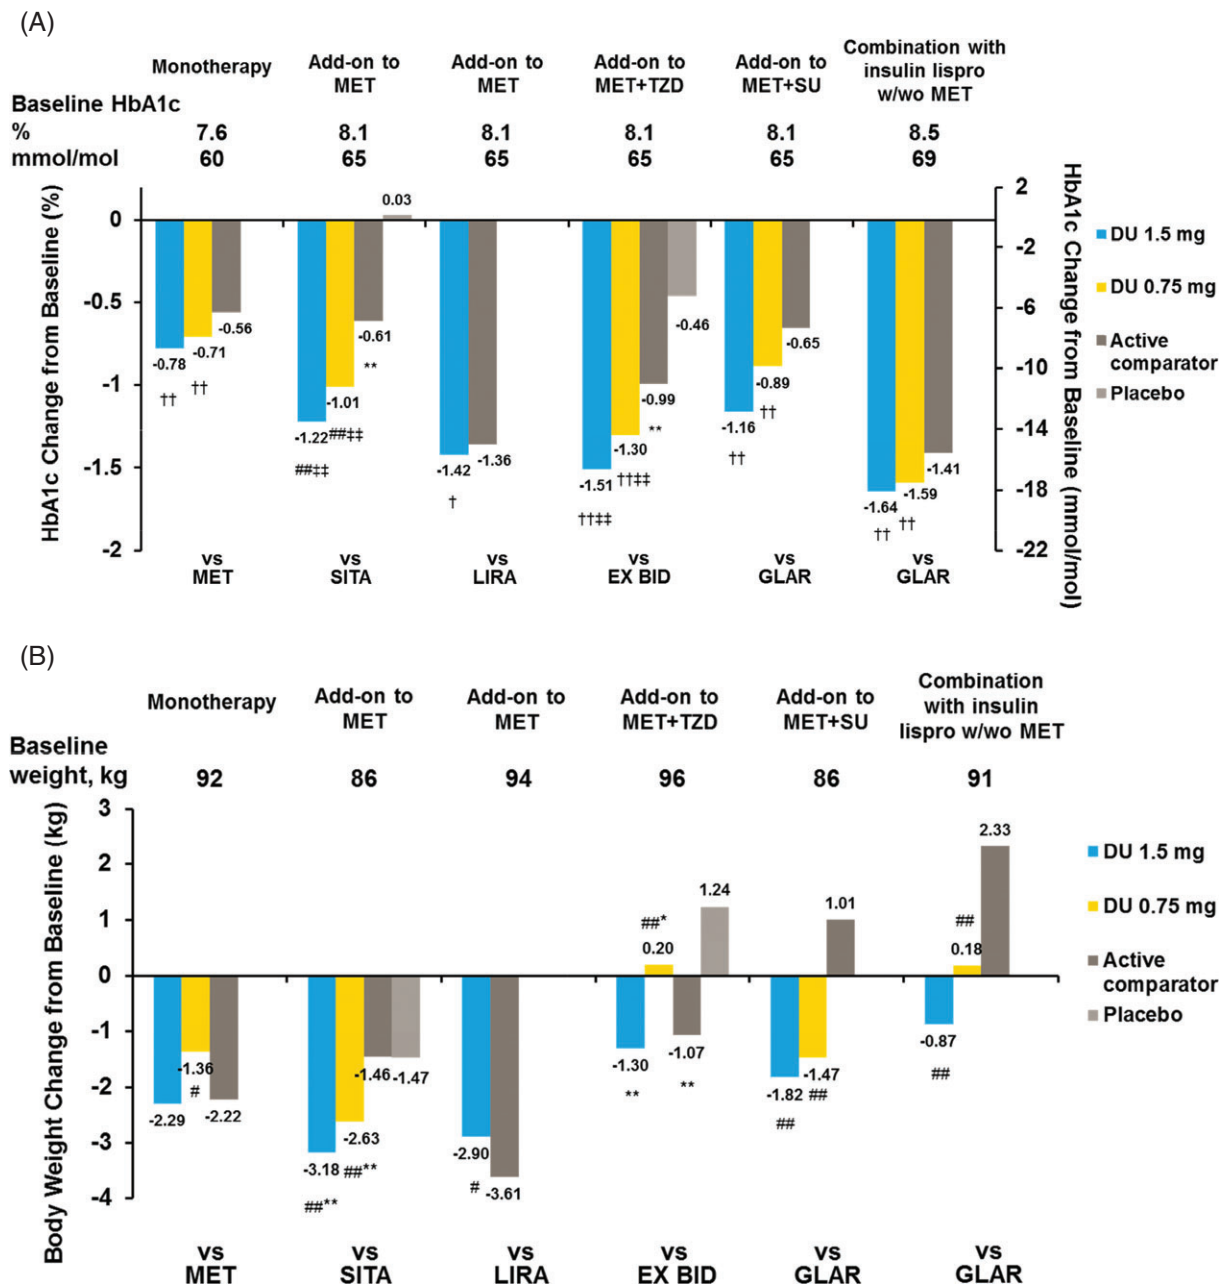 (A)
Monotherapy
Add-on to
MET
Add-on to
MET
Add-on to
MET+TZD
Add-on to
MET+SU
Combination with
insulin lispro
w/wo MET
Baseline HbA1c
% 7.6 8.1 8.1 8.1 8.1 8.5
mmol/mol 60 65 65 65 65 69
HbA1c Change from Baseline (%)
0
-0.5
-1
-1.5
-2
-0.78
††
-0.71
††
-0.56
-1.22
##‡‡
-1.01
##‡‡
-0.61
**
0.03
-1.42
†
-1.36
-1.51
††‡‡
-1.30
††‡‡
-0.99
**
-0.46
-1.16
††
-0.89
††
-0.65
-1.64
††
-1.59
††
-1.41
2
-2
-6
-10
-14
-18
-22
HbA1c Change from Baseline (mmol/mol)
DU 1.5 mg
DU 0.75 mg
Active
comparator
Placebo
vs
MET
vs
SITA
vs
LIRA
vs
EX BID
vs
GLAR
vs
GLAR
(B)
Monotherapy
Add-on to
MET
Add-on to
MET
Add-on to
MET+TZD
Add-on to
MET+SU
Combination
with insulin
lispro w/wo MET
Baseline
weight, kg 92 86 94 96 86 91
Body Weight Change from Baseline (kg)
3
2
1
0
-1
-2
-3
-4
-2.29
-1.36
#
-2.22
-3.18
##**
-2.63
##**
-1.46
-1.47
-2.90
#
-3.61
-1.30
**
##*
0.20
-1.07
**
1.24
-1.82
##
-1.47
##
1.01
-0.87
##
##
0.18
2.33
DU 1.5 mg
DU 0.75 mg
Active
comparator
Placebo
vs
MET
vs
SITA
vs
LIRA
vs
EX BID
vs
GLAR
vs
GLAR